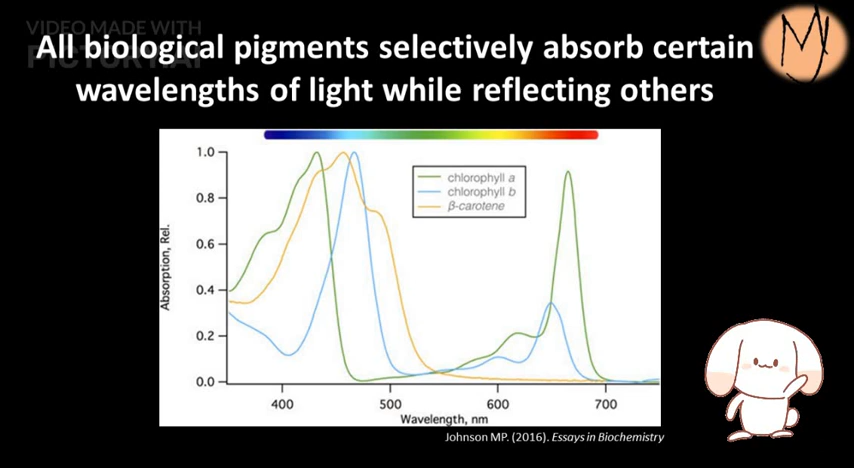 VIDEO MADE WITH
All biological pigments selectively absorb certain
wavelengths of light while reflecting others
MJ
1.0
0.8
0.6
0.4
0.2
0.0
Absorption, Rel.
chlorophyll a
chlorophyll b
β-carotene
400
500
600
700
Wavelength, nm
Johnson MP. (2016). Essays in Biochemistry